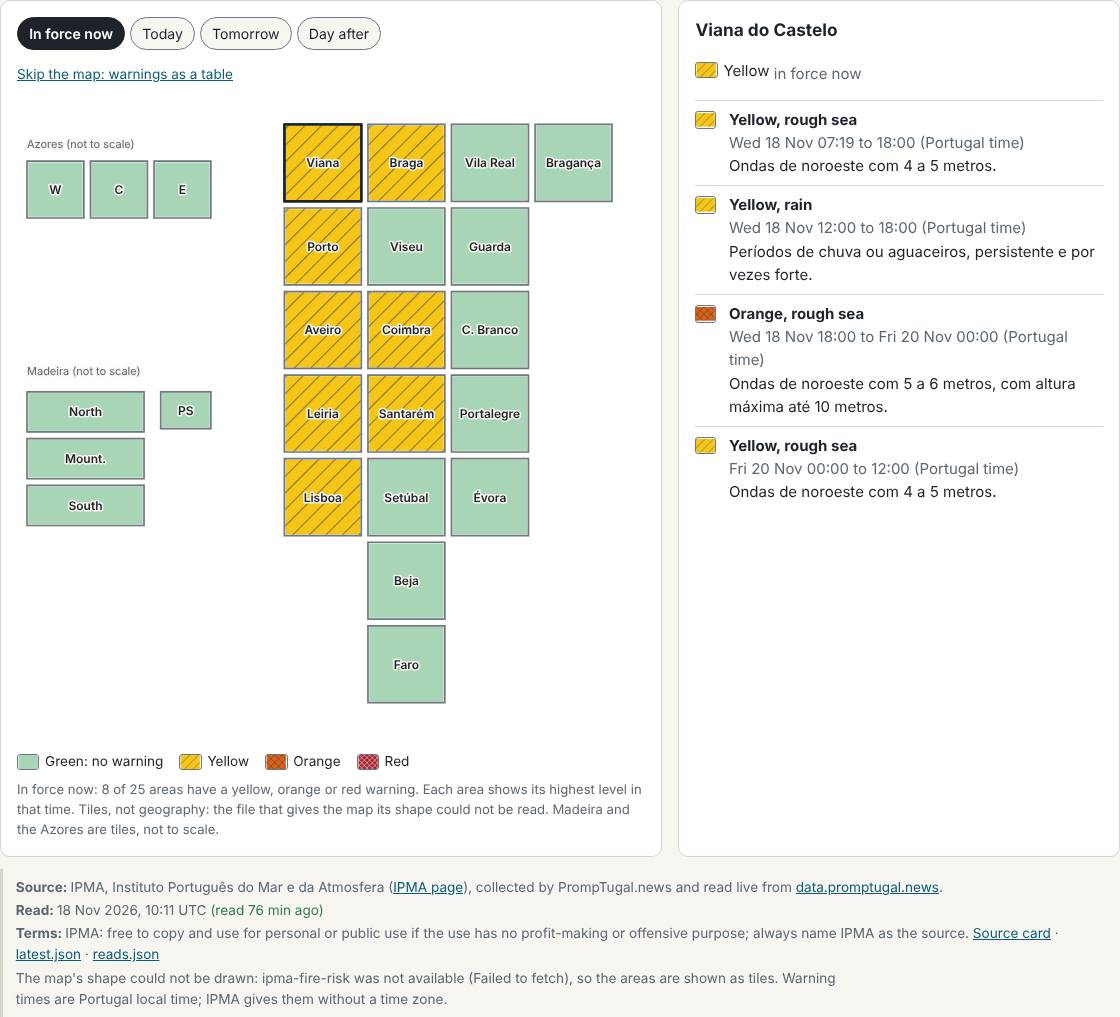 In force now
Today
Tomorrow
Day after
Skip the map: warnings as a table
Azores (not to scale)
W
C
E
Viana
Braga
Vila Real
Bragança
Porto
Viseu
Guarda
Aveiro
Coimbra
C. Branco
Madeira (not to scale)
North
PS
Mount.
South
Leiria
Santarém
Portalegre
Lisboa
Setúbal
Évora
Beja
Faro
Green: no warning
Yellow
Orange
Red
In force now: 8 of 25 areas have a yellow, orange or red warning. Each area shows its highest level in
that time. Tiles, not geography: the file that gives the map its shape could not be read. Madeira and
the Azores are tiles, not to scale.
Viana do Castelo
Yellow in force now
Yellow, rough sea
Wed 18 Nov 07:19 to 18:00 (Portugal time)
Ondas de noroeste com 4 a 5 metros.
Yellow, rain
Wed 18 Nov 12:00 to 18:00 (Portugal time)
Períodos de chuva ou aguaceiros, persistente e por
vezes forte.
Orange, rough sea
Wed 18 Nov 18:00 to Fri 20 Nov 00:00 (Portugal
time)
Ondas de noroeste com 5 a 6 metros, com altura
máxima até 10 metros.
Yellow, rough sea
Fri 20 Nov 00:00 to 12:00 (Portugal time)
Ondas de noroeste com 4 a 5 metros.
Source: IPMA, Instituto Português do Mar e da Atmosfera (IPMA page), collected by PrompTugal.news and read live from data.promptugal.news.
Read: 18 Nov 2026, 10:11 UTC (read 76 min ago)
Terms: IPMA: free to copy and use for personal or public use if the use has no profit-making or offensive purpose; always name IPMA as the source. Source card ·
latest.json · reads.json
The map's shape could not be drawn: ipma-fire-risk was not available (Failed to fetch), so the areas are shown as tiles. Warning
times are Portugal local time; IPMA gives them without a time zone.